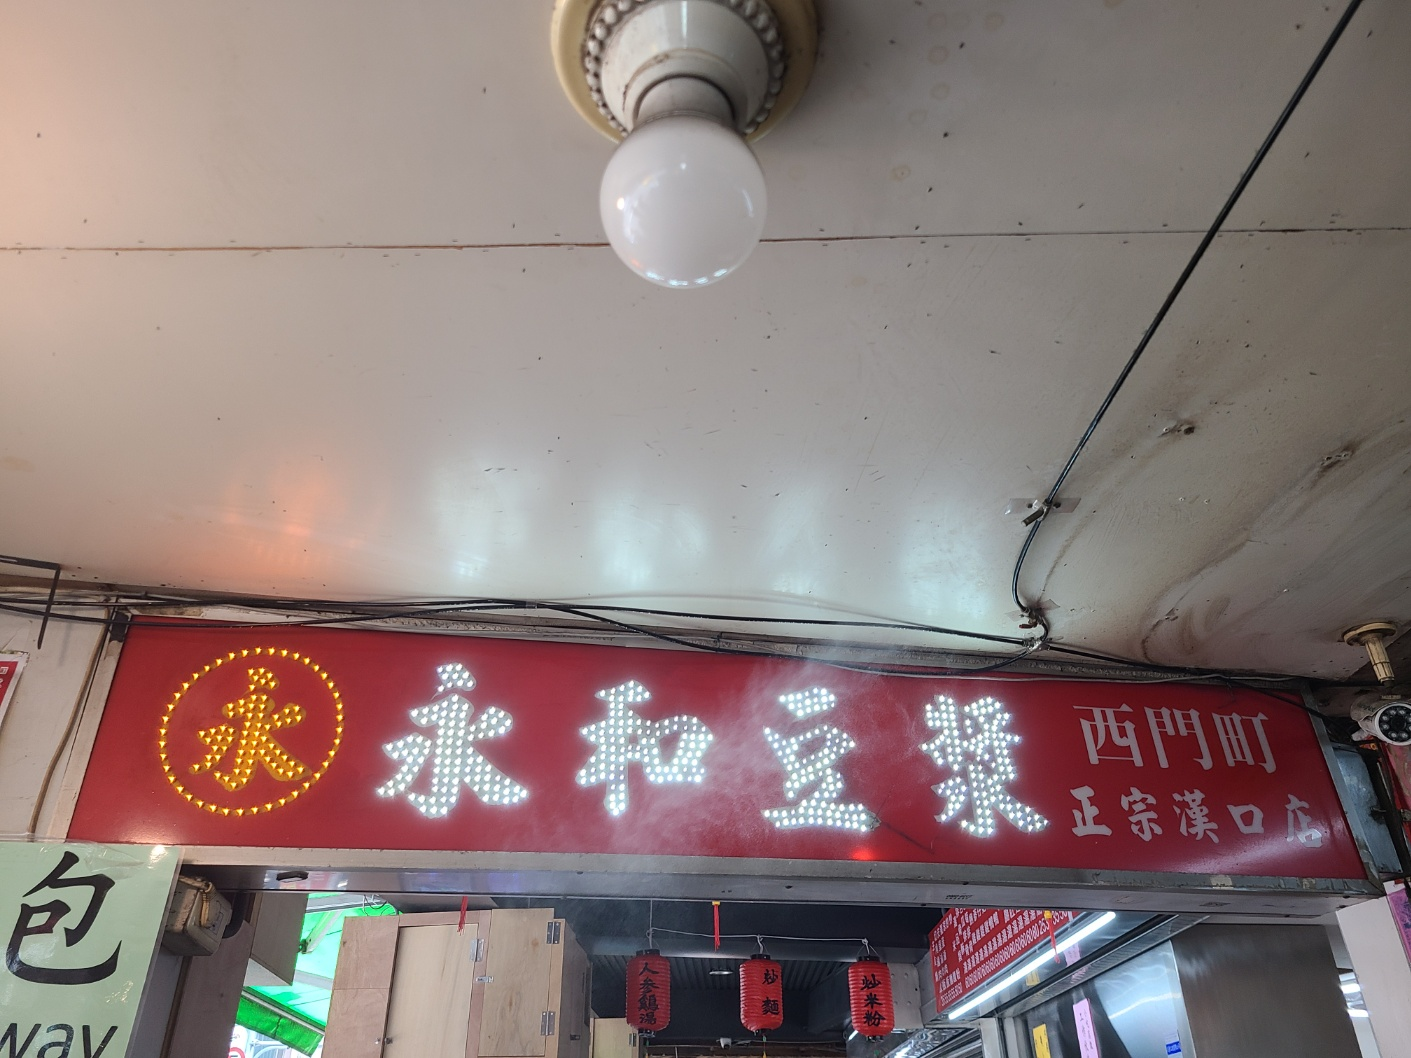 永
永和豆漿
西門町
正宗漢口店
包
way
人參雞湯
炒麵
炒米粉